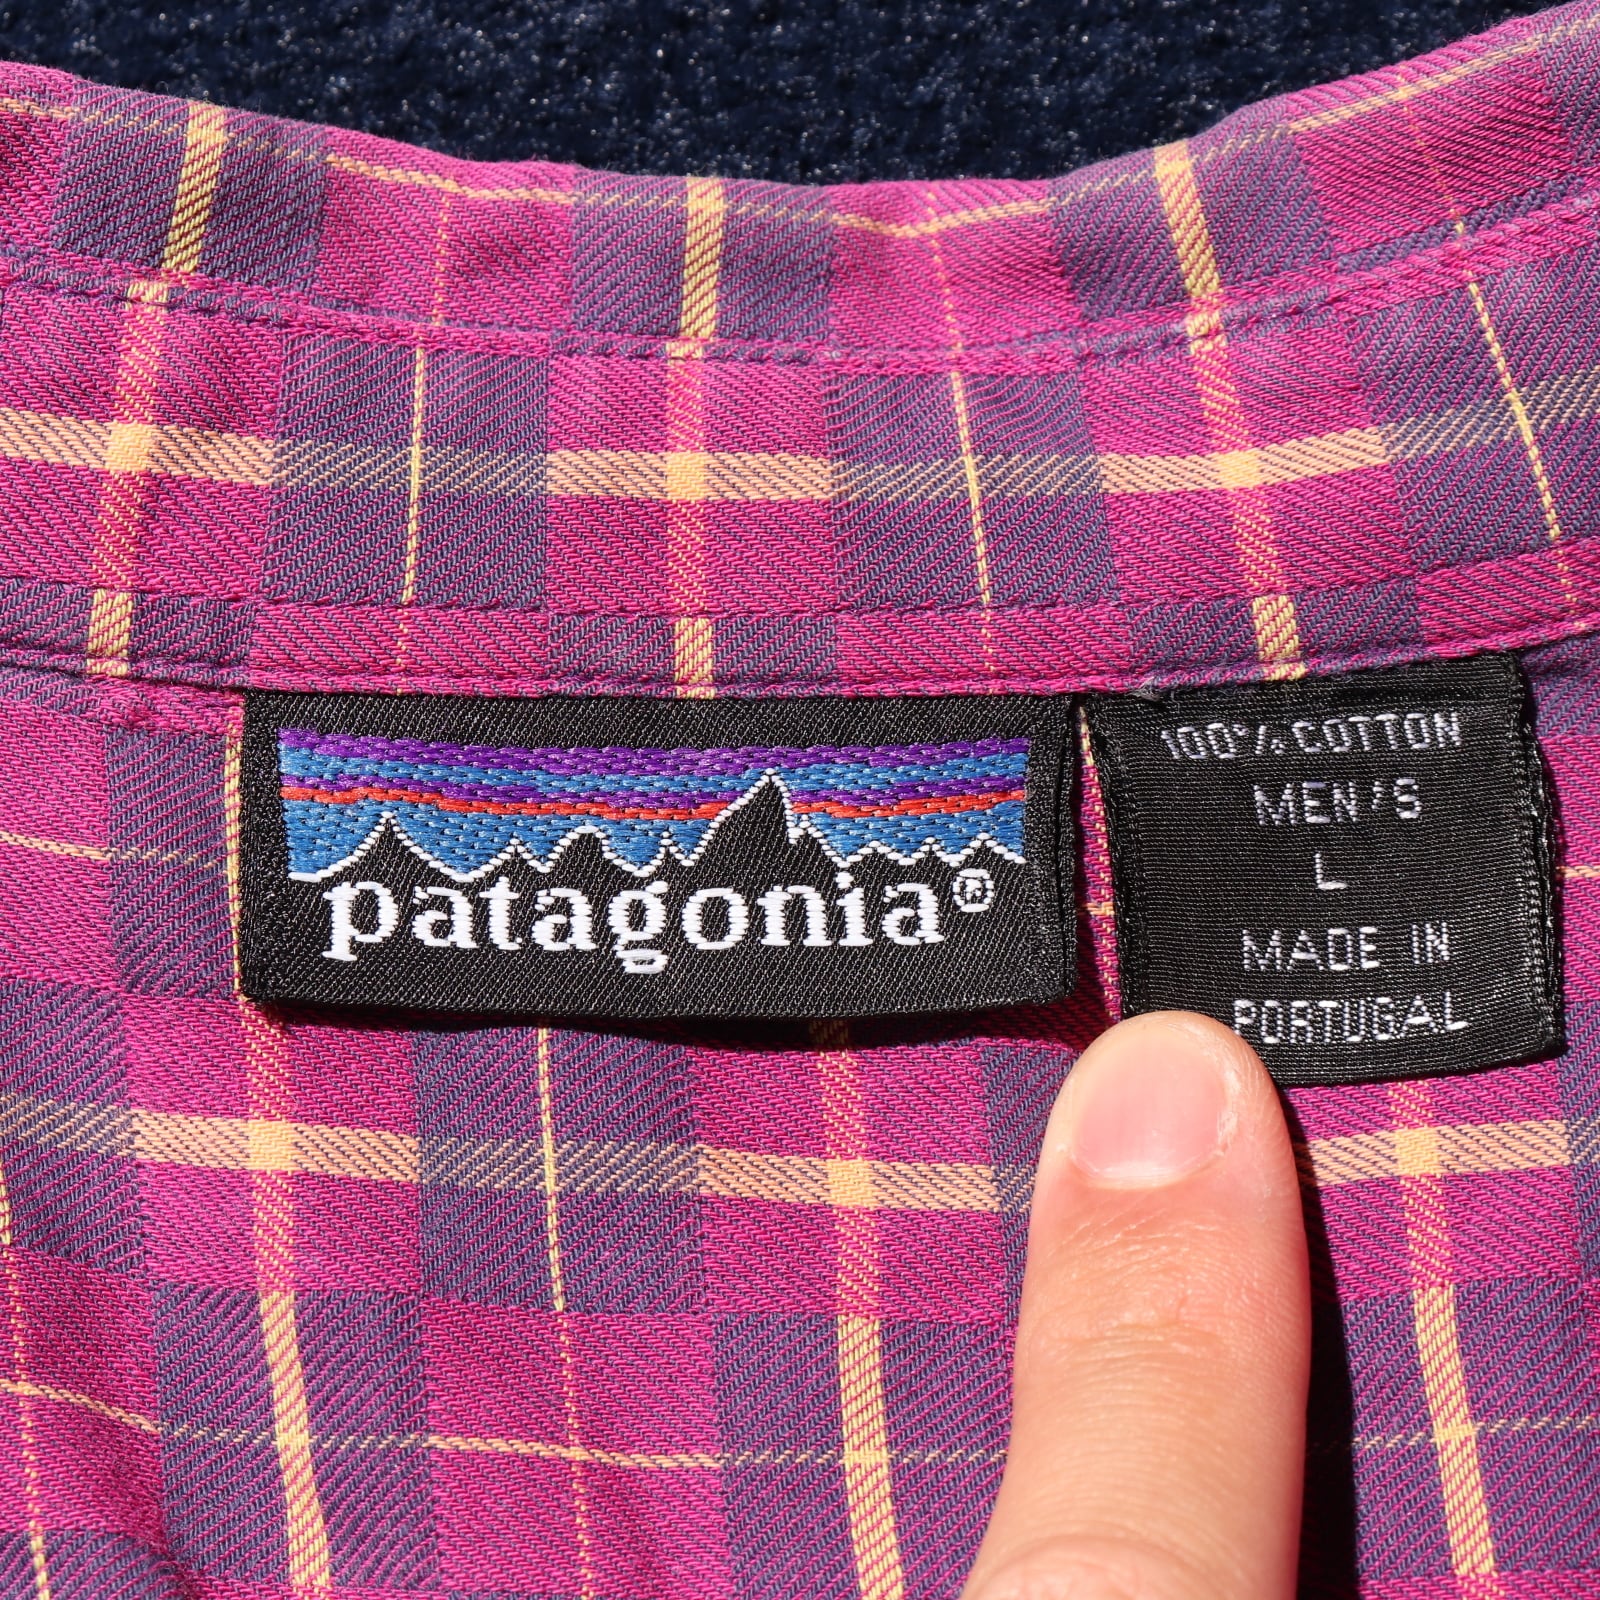 patagonia®
100% COTTON
MEN'S
L
MADE IN
PORTUGAL